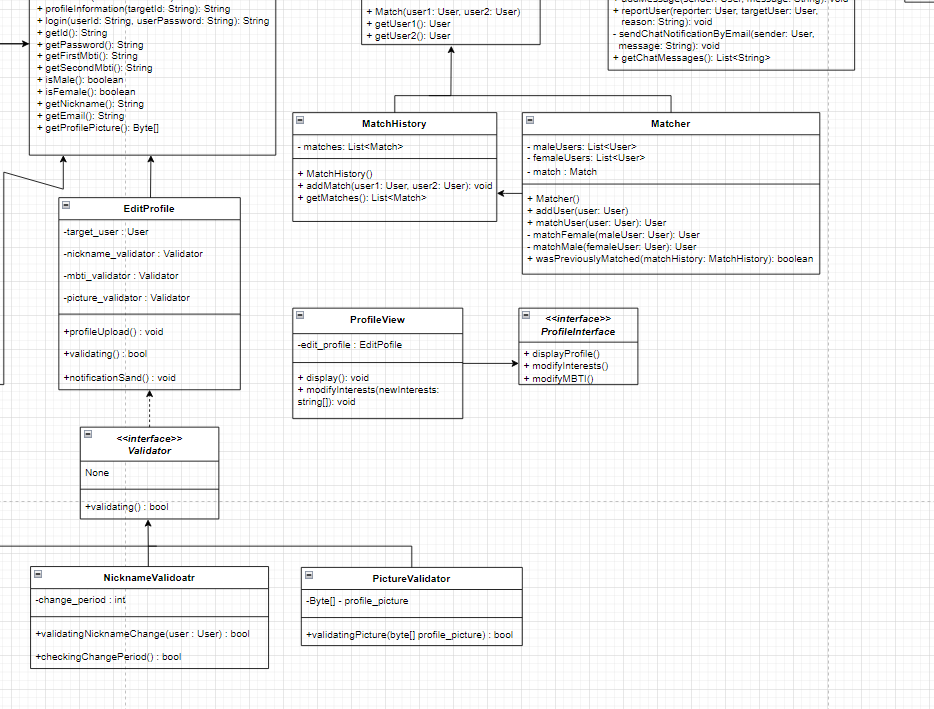 + profileInformation(targetId: String): String
+ login(userId: String, userPassword: String): String
+ getId(): String
+ getPassword(): String
+ getFirstMbti(): String
+ getSecondMbti(): String
+ isMale(): boolean
+ isFemale(): boolean
+ getNickname(): String
+ getEmail(): String
+ getProfilePicture(): Byte[]
+ Match(user1: User, user2: User)
+ getUser1(): User
+ getUser2(): User
+ reportUser(reporter: User, targetUser: User,
reason: String): void
- sendChatNotificationByEmail(sender: User,
message: String): void
+ getChatMessages(): List<String>
MatchHistory
- matches: List<Match>
+ MatchHistory()
+ addMatch(user1: User, user2: User): void
+ getMatches(): List<Match>
Matcher
- maleUsers: List<User>
- femaleUsers: List<User>
- match : Match
+ Matcher()
+ addUser(user: User)
+ matchUser(user: User): User
- matchFemale(maleUser: User): User
- matchMale(femaleUser: User): User
+ wasPreviouslyMatched(matchHistory: MatchHistory): boolean
EditProfile
-target_user : User
-nickname_validator : Validator
-mbti_validator : Validator
-picture_validator : Validator
+profileUpload() : void
+validating() : bool
+notificationSand() : void
ProfileView
-edit_profile : EditPofile
+ display(): void
+ modifyInterests(newInterests:
string[]): void
<<interface>>
ProfileInterface
+ displayProfile()
+ modifyInterests()
+ modifyMBTI()
<<interface>>
Validator
None
+validating() : bool
NicknameValidoatr
-change_period : int
+validatingNicknameChange(user : User) : bool
+checkingChangePeriod() : bool
PictureValidator
-Byte[] - profile_picture
+validatingPicture(byte[] profile_picture) : bool